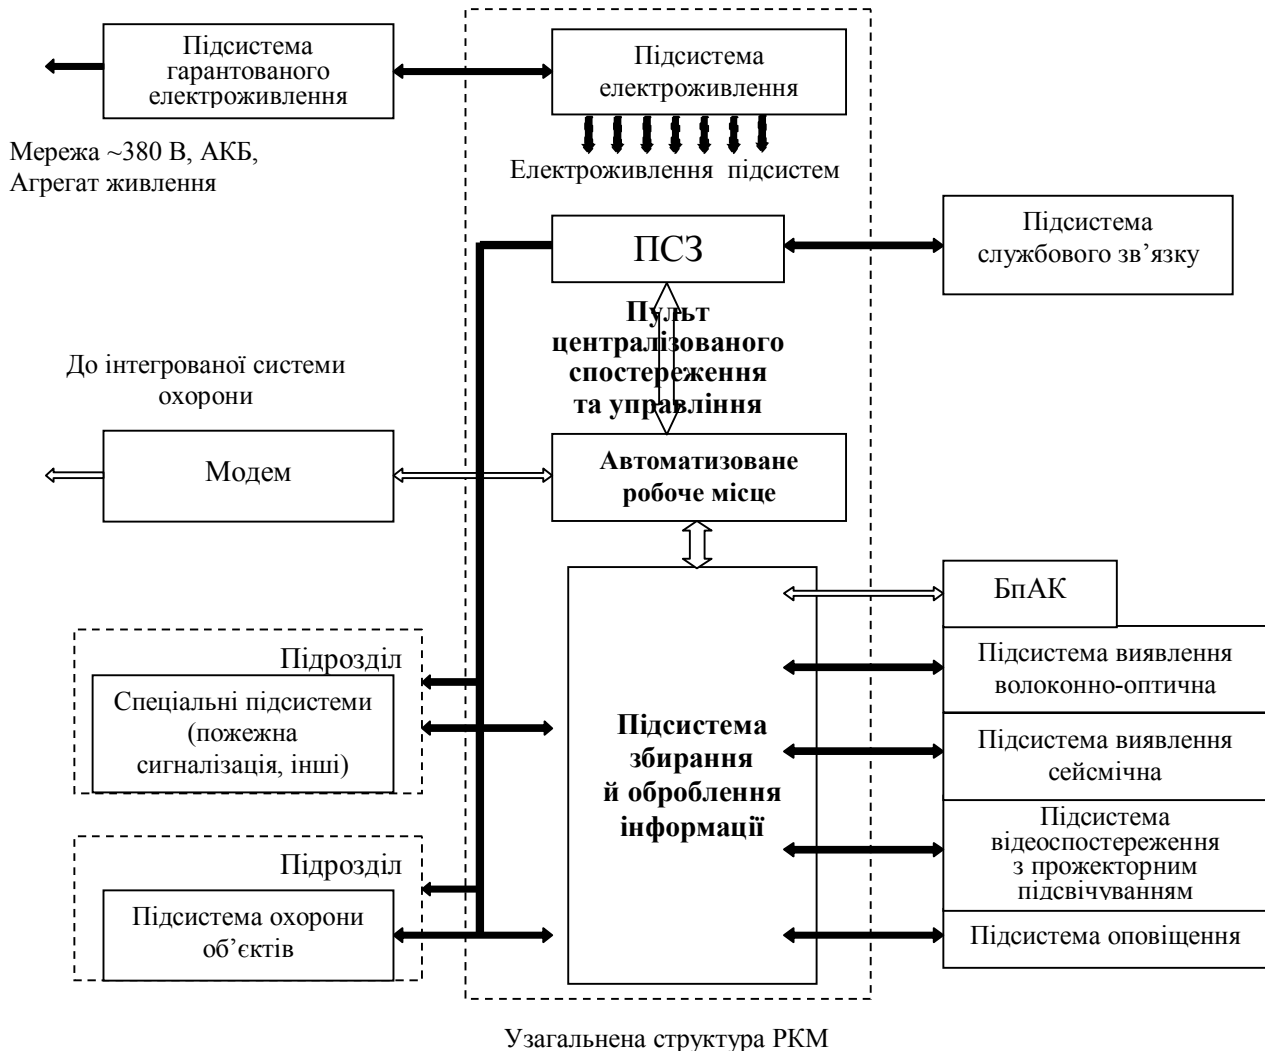 Підсистема
гарантованого
електроживлення
Підсистема
електроживлення
Мережа ~380 В, АКБ,
Агрегат живлення
Електроживлення підсистем
ПСЗ
Підсистема
службового зв’язку
Пульт
централізованого
спостереження
та управління
До інтегрованої системи
охорони
Модем
Автоматизоване
робоче місце
БпАК
Підрозділ
Спеціальні підсистеми
(пожежна
сигналізація, інші)
Підсистема
збирання
й оброблення
інформації
Підсистема виявлення
волоконно-оптична
Підсистема виявлення
сейсмічна
Підсистема
відеоспостереження
з прожекторним
підсвічуванням
Підрозділ
Підсистема охорони
об’єктів
Підсистема оповіщення
Узагальнена структура РКМ